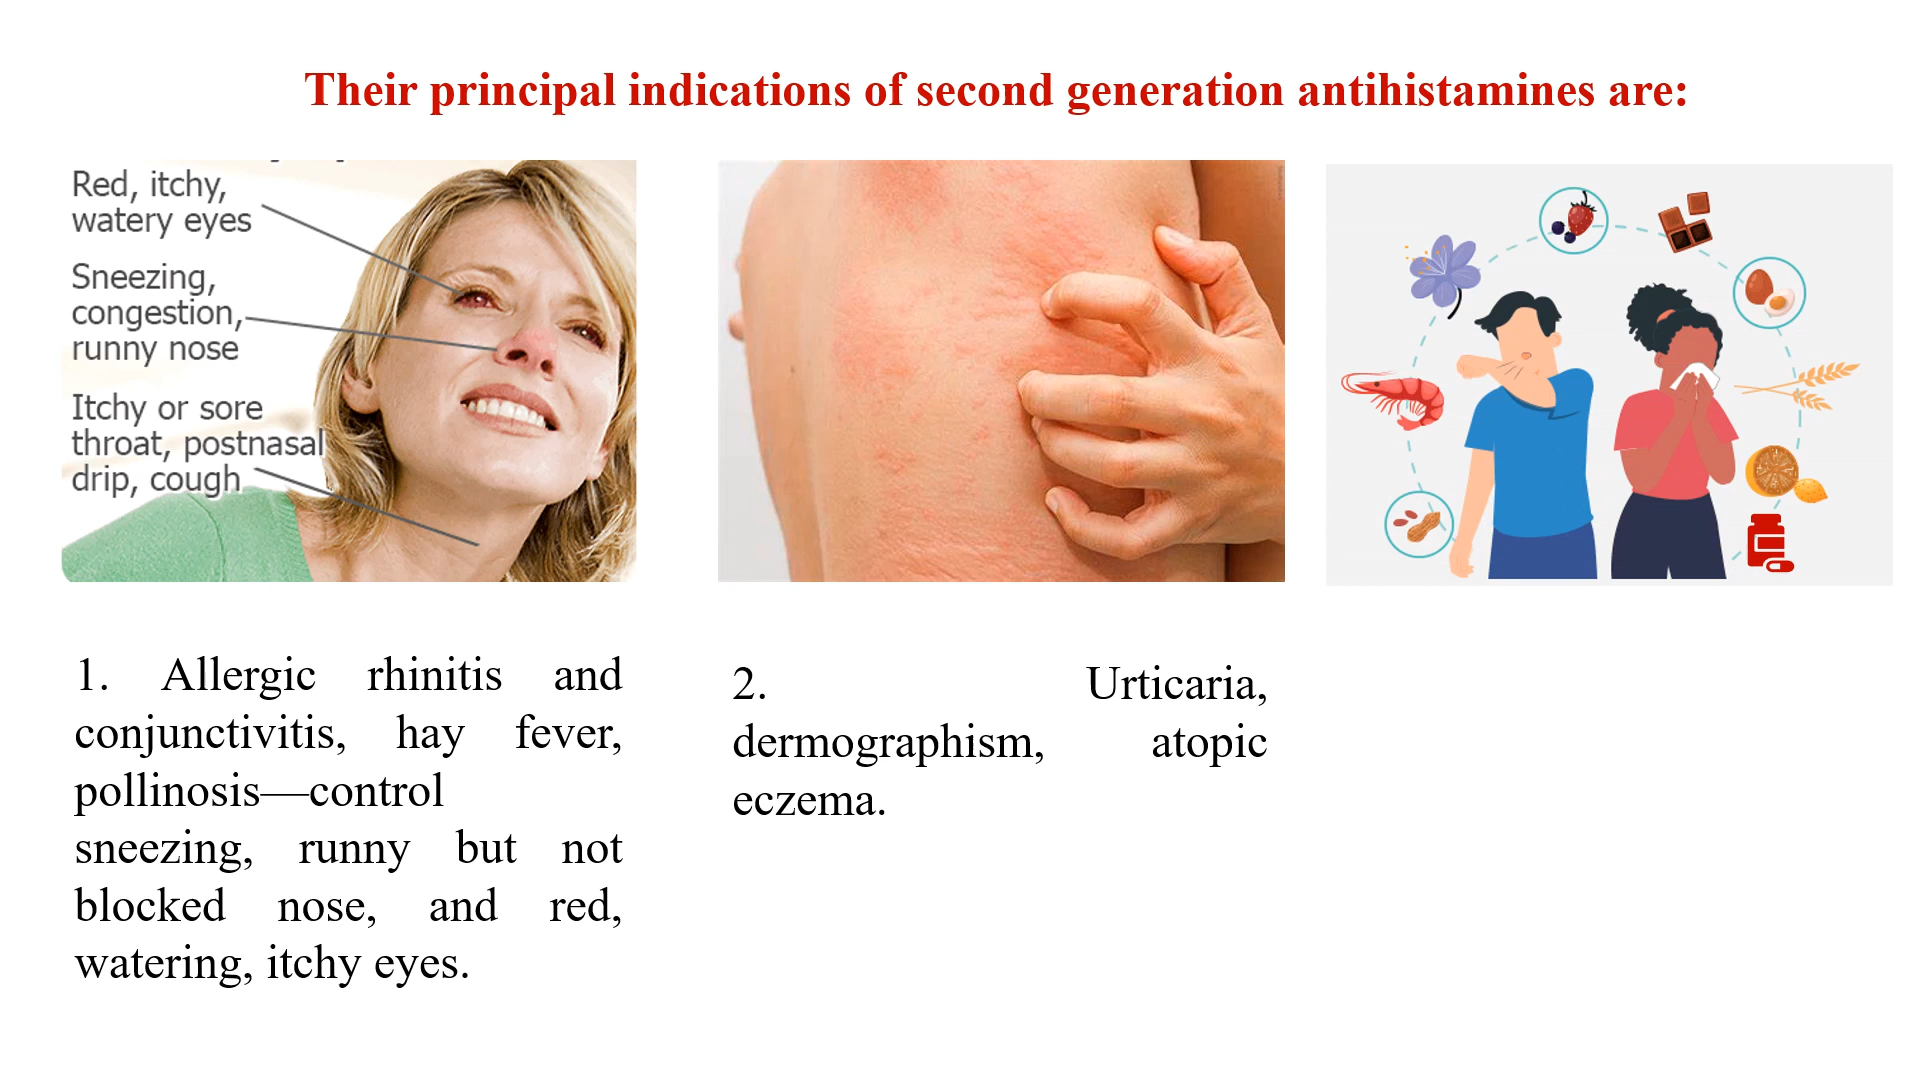 Their principal indications of second generation antihistamines are:
Red, itchy,
watery eyes
Sneezing,
congestion,
runny nose
Itchy or sore
throat, postnasal
drip, cough
1. Allergic rhinitis and
conjunctivitis, hay fever,
pollinosis—control
sneezing, runny but not
blocked nose, and red,
watering, itchy eyes.
2. Urticaria,
dermographism, atopic
eczema.